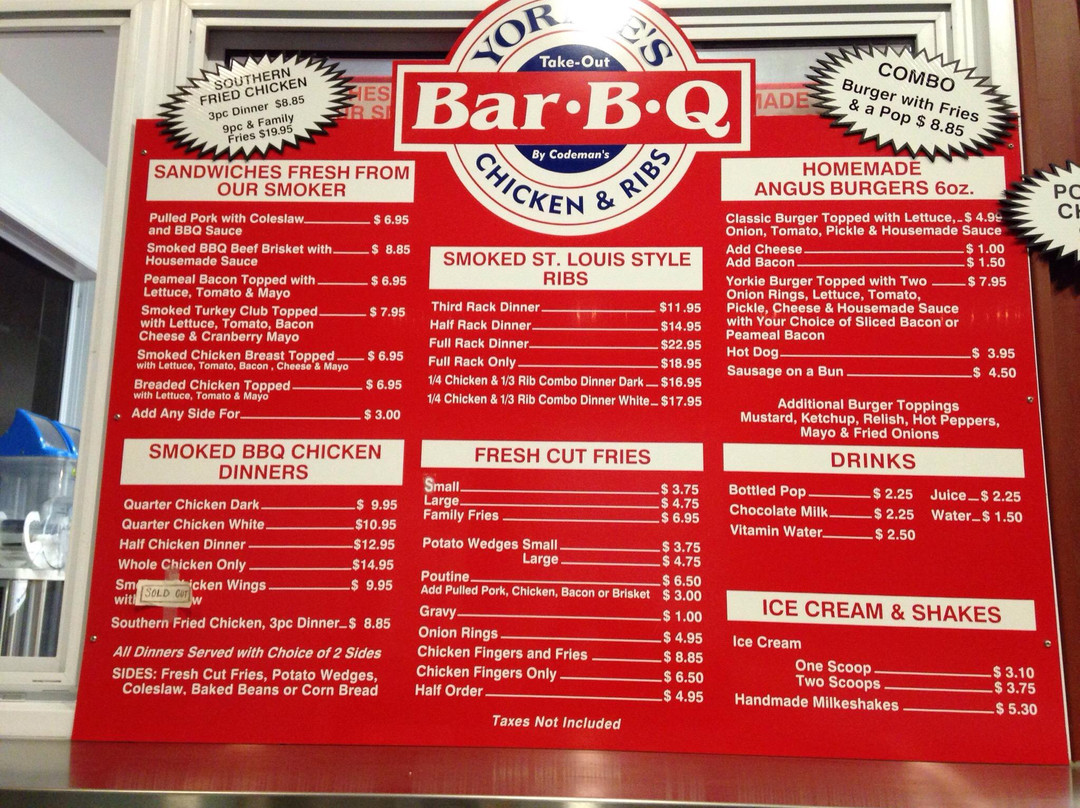 SOUTHERN
FRIED CHICKEN
3pc Dinner $8.85
9pc & Family
Fries $19.95
Take-Out
Bar·B·Q
By Codeman's
CHICKEN & RIBS
COMBO
Burger with Fries
& a Pop $ 8.85
SANDWICHES FRESH FROM
OUR SMOKER
Pulled Pork with Coleslaw $ 6.95
and BBQ Sauce
Smoked BBQ Beef Brisket with $ 8.85
Housemade Sauce
Peameal Bacon Topped with $ 6.95
Lettuce, Tomato & Mayo
Smoked Turkey Club Topped $ 7.95
with Lettuce, Tomato, Bacon
Cheese & Cranberry Mayo
Smoked Chicken Breast Topped $ 6.95
with Lettuce, Tomato, Bacon , Cheese & Mayo
Breaded Chicken Topped $ 6.95
with Lettuce, Tomato & Mayo
Add Any Side For $ 3.00
SMOKED BBQ CHICKEN
DINNERS
Quarter Chicken Dark $ 9.95
Quarter Chicken White $10.95
Half Chicken Dinner $12.95
Whole Chicken Only $14.95
Wings $ 9.95
SOLD OUT
Southern Fried Chicken, 3pc Dinner $ 8.85
All Dinners Served with Choice of 2 Sides
SIDES: Fresh Cut Fries, Potato Wedges,
Coleslaw, Baked Beans or Corn Bread
SMOKED ST. LOUIS STYLE
RIBS
Third Rack Dinner $11.95
Half Rack Dinner $14.95
Full Rack Dinner $22.95
Full Rack Only $18.95
1/4 Chicken & 1/3 Rib Combo Dinner Dark $16.95
1/4 Chicken & 1/3 Rib Combo Dinner White $17.95
FRESH CUT FRIES
Small $ 3.75
Large $ 4.75
Family Fries $ 6.95
Potato Wedges Small $ 3.75
Large $ 4.75
Poutine $ 6.50
Add Pulled Pork, Chicken, Bacon or Brisket $ 3.00
Gravy $ 1.00
Onion Rings $ 4.95
Chicken Fingers and Fries $ 8.85
Chicken Fingers Only $ 6.50
Half Order $ 4.95
Taxes Not Included
HOMEMADE
ANGUS BURGERS 6oz.
Classic Burger Topped with Lettuce, $ 4.99
Onion, Tomato, Pickle & Housemade Sauce
Add Cheese $ 1.00
Add Bacon $ 1.50
Yorkie Burger Topped with Two $ 7.95
Onion Rings, Lettuce, Tomato,
Pickle, Cheese & Housemade Sauce
with Your Choice of Sliced Bacon or
Peameal Bacon
Hot Dog $ 3.95
Sausage on a Bun $ 4.50
Additional Burger Toppings
Mustard, Ketchup, Relish, Hot Peppers,
Mayo & Fried Onions
DRINKS
Bottled Pop $ 2.25 Juice $ 2.25
Chocolate Milk $ 2.25 Water $ 1.50
Vitamin Water $ 2.50
ICE CREAM & SHAKES
Ice Cream
One Scoop $ 3.10
Two Scoops $ 3.75
Handmade Milkeshakes $ 5.30